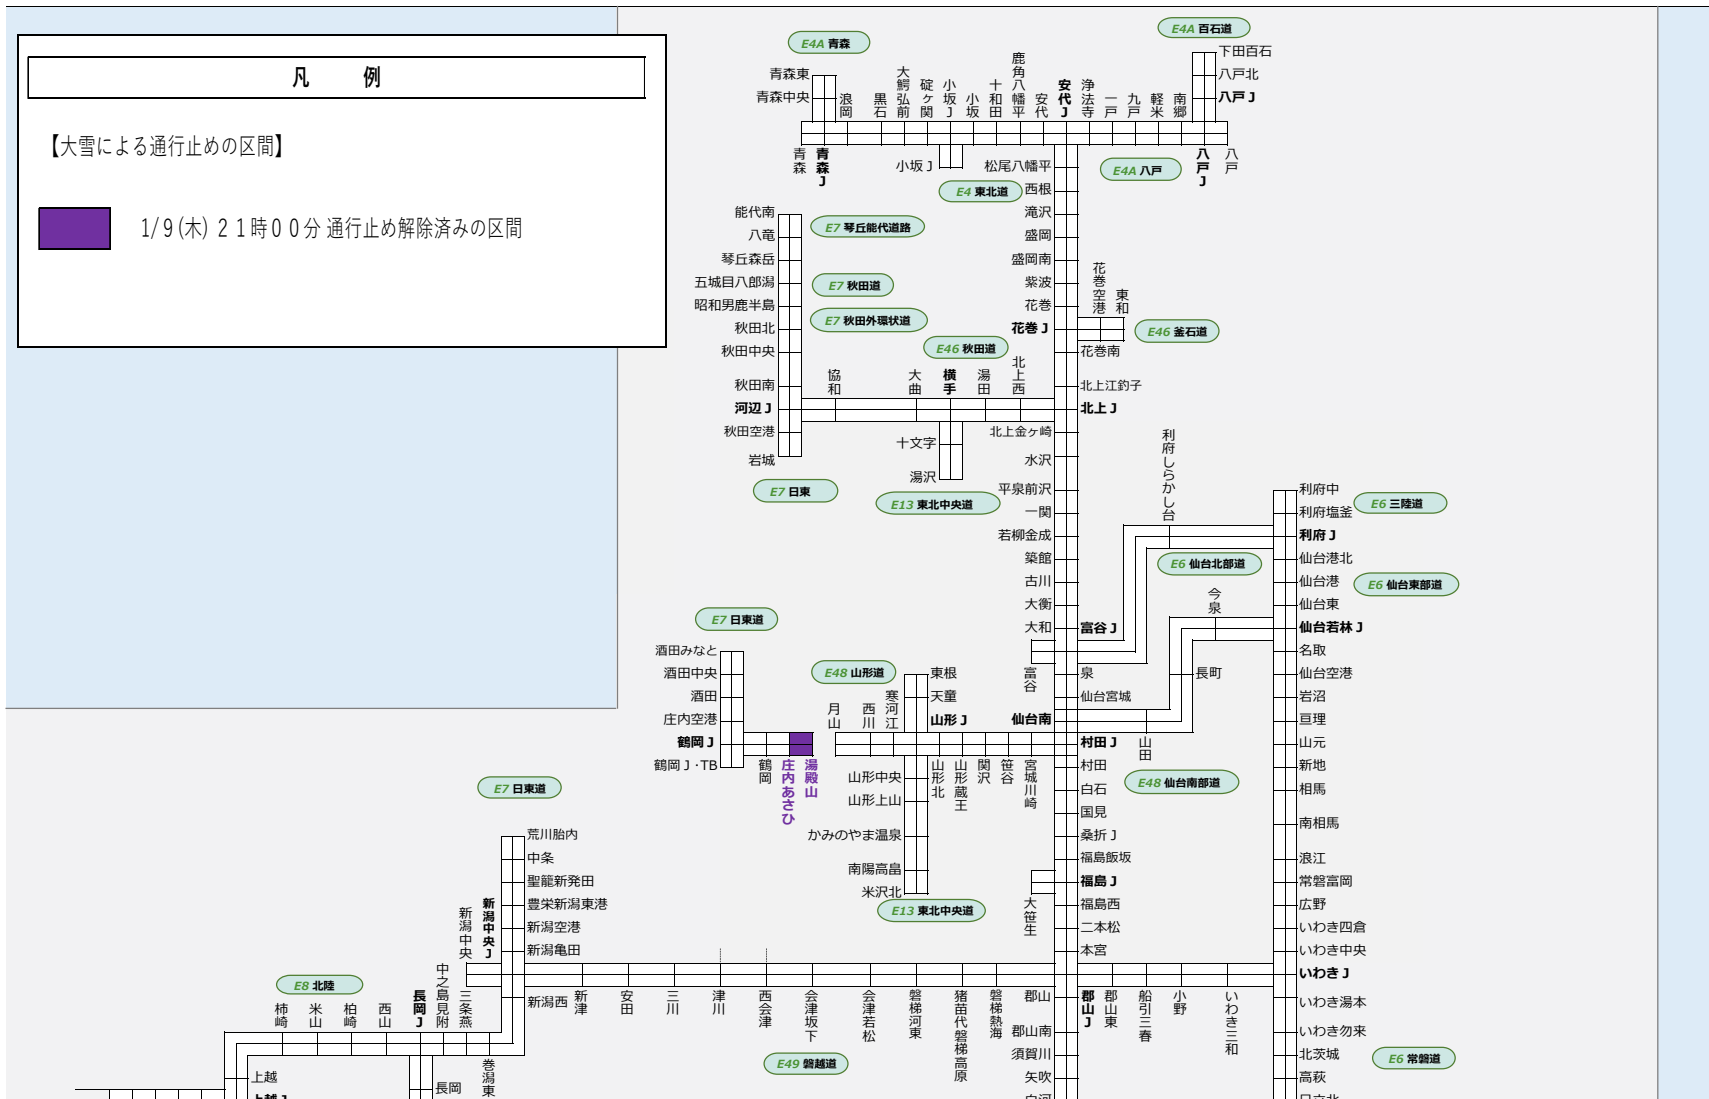 凡　例
【大雪による通行止めの区間】
1/９(木) ２１時００分 通行止め解除済みの区間
E4A 青森
青森東
青森中央
浪岡
黒石
大鰐弘前
碇ヶ関
小坂J
小坂
十和田
鹿角八幡平
安代
安代J
浄法寺
一戸
九戸
軽米
南郷
E4A 百石道
下田百石
八戸北
八戸J
青森
青森J
小坂J
松尾八幡平
E4A 八戸
八戸J
八戸
E4 東北道
西根
滝沢
盛岡
盛岡南
紫波
花巻
花巻J
花巻空港
東和
E46 釜石道
花巻南
北上江釣子
北上J
能代南
八竜
琴丘森岳
五城目八郎潟
昭和男鹿半島
秋田北
秋田中央
秋田南
河辺J
秋田空港
岩城
E7 琴丘能代道路
E7 秋田道
E7 秋田外環状道
E46 秋田道
協和
大曲
横手
湯田
北上西
十文字
湯沢
E7 日東
E13 東北中央道
北上金ヶ崎
水沢
平泉前沢
一関
若柳金成
築館
古川
大衡
大和
富谷J
富谷
泉
仙台宮城
仙台南
利府しらかし台
利府中
利府塩釜
利府J
仙台港北
仙台港
仙台東
仙台若林J
名取
仙台空港
岩沼
亘理
山元
新地
相馬
南相馬
浪江
常磐富岡
広野
いわき四倉
いわき中央
いわきJ
いわき湯本
いわき勿来
北茨城
高萩
E6 三陸道
E6 仙台北部道
E6 仙台東部道
今泉
長町
山田
E48 仙台南部道
E7 日東道
酒田みなと
酒田中央
酒田
庄内空港
鶴岡J
鶴岡J・TB
鶴岡
庄内あさひ
湯殿山
E48 山形道
月山
西川
寒河江
東根
天童
山形J
山形中央
山形上山
かみのやま温泉
南陽高畠
米沢北
E13 東北中央道
山形北
山形蔵王
関沢
笹谷
宮城川崎
村田J
村田
白石
国見
桑折J
福島飯坂
福島J
大笹生
福島西
二本松
本宮
E7 日東道
荒川胎内
中条
聖籠新発田
豊栄新潟東港
新潟空港
新潟亀田
新潟中央
新潟中央J
新潟西
新津
安田
三川
津川
西会津
会津坂下
会津若松
磐梯河東
猪苗代磐梯高原
磐梯熱海
郡山
郡山J
郡山東
船引三春
小野
いわき三和
郡山南
須賀川
矢吹
E49 磐越道
E6 常磐道
E8 北陸
柿崎
米山
柏崎
西山
長岡J
中之島見附
三条燕
巻潟東
上越
長岡